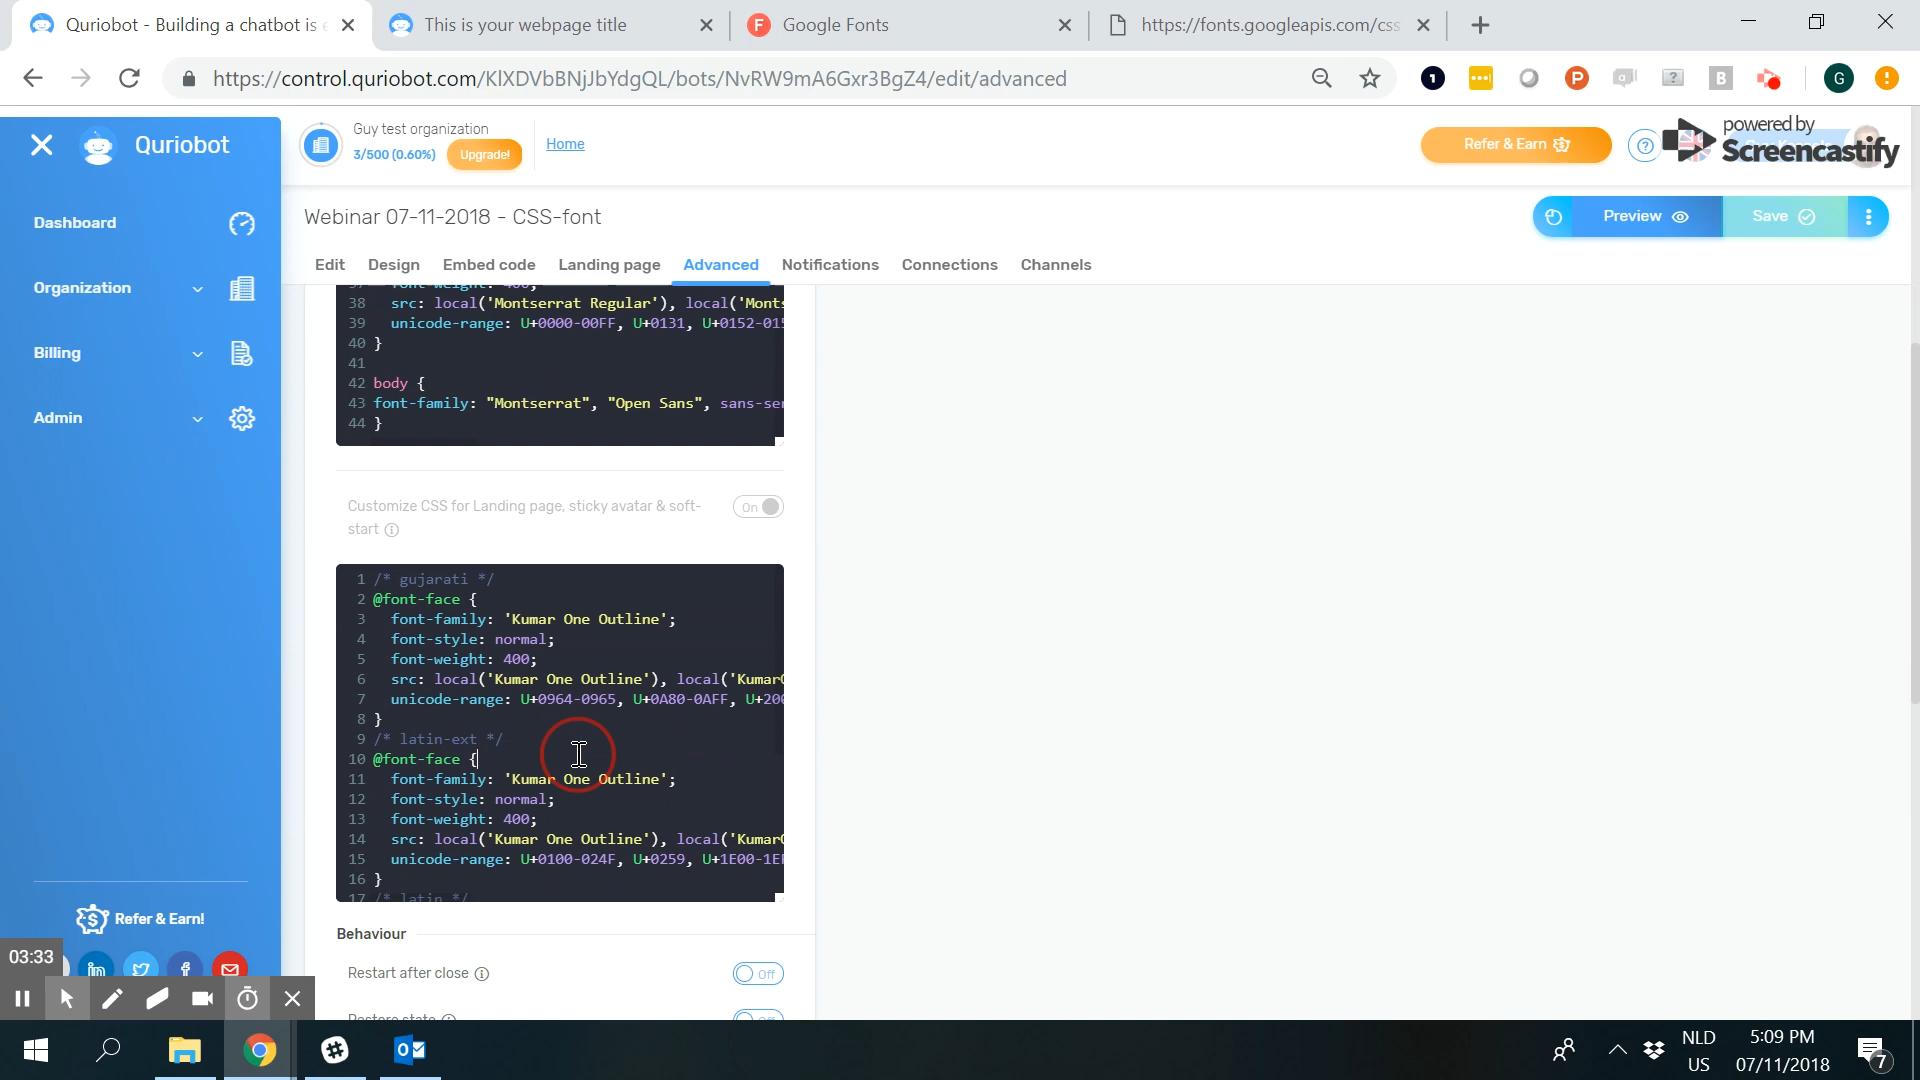 Quriobot - Building a chatbot is
This is your webpage title
Google Fonts
https://fonts.googleapis.com/css
https://control.quriobot.com/KlXDVbBNjJbYdgQL/bots/NvRW9mA6Gxr3BgZ4/edit/advanced
Quriobot
Guy test organization
3/500 (0.60%)
Upgrade!
Home
Refer & Earn
powered by
Screencastify
Dashboard
Organization
Billing
Admin
Webinar 07-11-2018 - CSS-font
Preview
Save
Edit
Design
Embed code
Landing page
Advanced
Notifications
Connections
Channels
37 font-weight: 400;
38 src: local('Montserrat Regular'), local('Monts
39 unicode-range: U+0000-00FF, U+0131, U+0152-015
40 }
41
42 body {
43 font-family: "Montserrat", "Open Sans", sans-se
44 }
Customize CSS for Landing page, sticky avatar & soft-
start
On
1 /* gujarati */
2 @font-face {
3 font-family: 'Kumar One Outline';
4 font-style: normal;
5 font-weight: 400;
6 src: local('Kumar One Outline'), local('Kumar
7 unicode-range: U+0964-0965, U+0A80-0AFF, U+200
8 }
9 /* latin-ext */
10 @font-face {
11 font-family: 'Kumar One Outline';
12 font-style: normal;
13 font-weight: 400;
14 src: local('Kumar One Outline'), local('Kumar
15 unicode-range: U+0100-024F, U+0259, U+1E00-1E
16 }
17 /* latin */
Behaviour
Restart after close
Off
Restore state
Off
Refer & Earn!
03:33
NLD
US
5:09 PM
07/11/2018
7